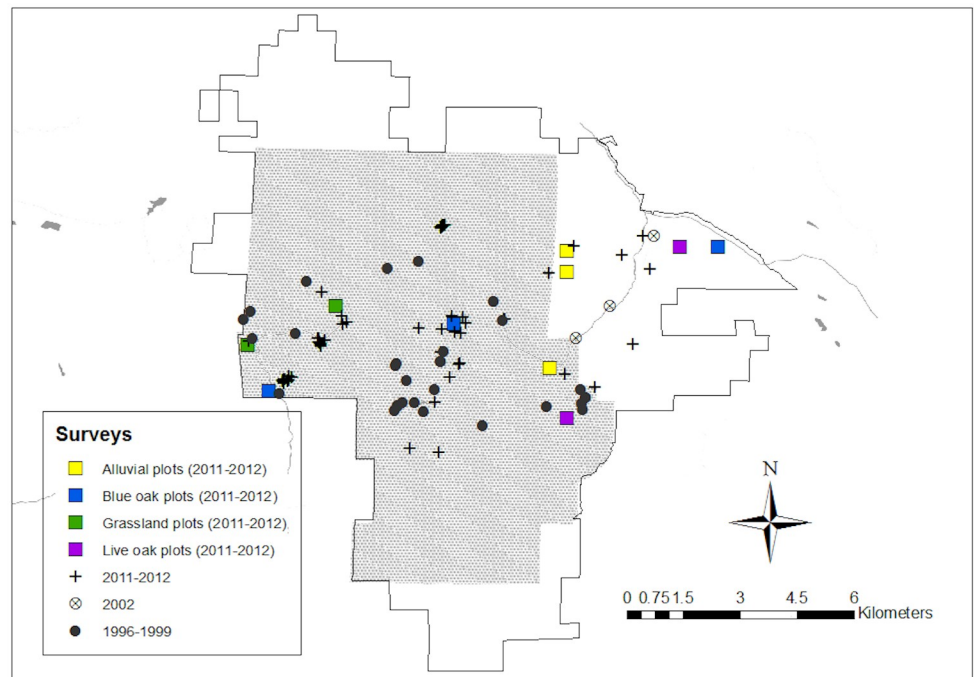 Surveys
Alluvial plots (2011-2012)
Blue oak plots (2011-2012)
Grassland plots (2011-2012)
Live oak plots (2011-2012)
2011-2012
2002
1996-1999
N
0 0.75 1.5 3 4.5 6
Kilometers